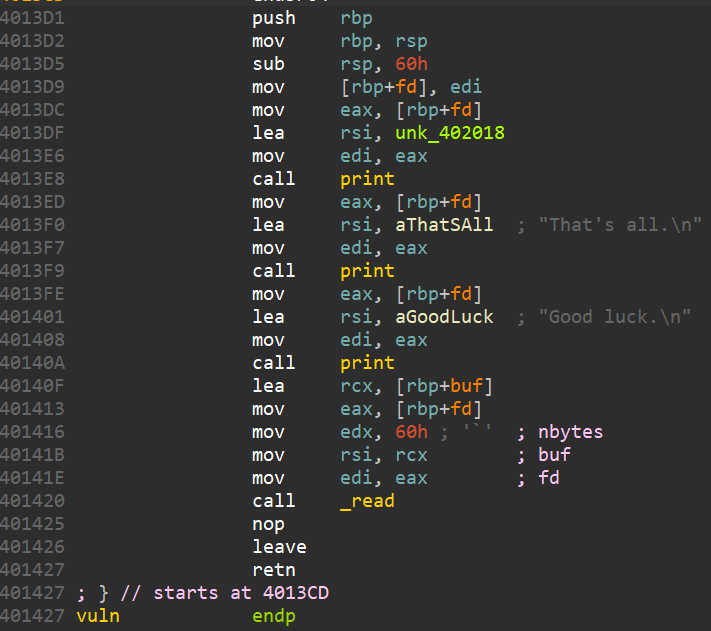 4013D1 push rbp
4013D2 mov rbp, rsp
4013D5 sub rsp, 60h
4013D9 mov [rbp+fd], edi
4013DC mov eax, [rbp+fd]
4013DF lea rsi, unk_402018
4013E6 mov edi, eax
4013E8 call print
4013ED mov eax, [rbp+fd]
4013F0 lea rsi, aThatSAll ; "That's all.\n"
4013F7 mov edi, eax
4013F9 call print
4013FE mov eax, [rbp+fd]
401401 lea rsi, aGoodLuck ; "Good luck.\n"
401408 mov edi, eax
40140A call print
40140F lea rcx, [rbp+buf]
401413 mov eax, [rbp+fd]
401416 mov edx, 60h ; '`' ; nbytes
40141B mov rsi, rcx ; buf
40141E mov edi, eax ; fd
401420 call _read
401425 nop
401426 leave
401427 retn
401427 ; } // starts at 4013CD
401427 vuln endp